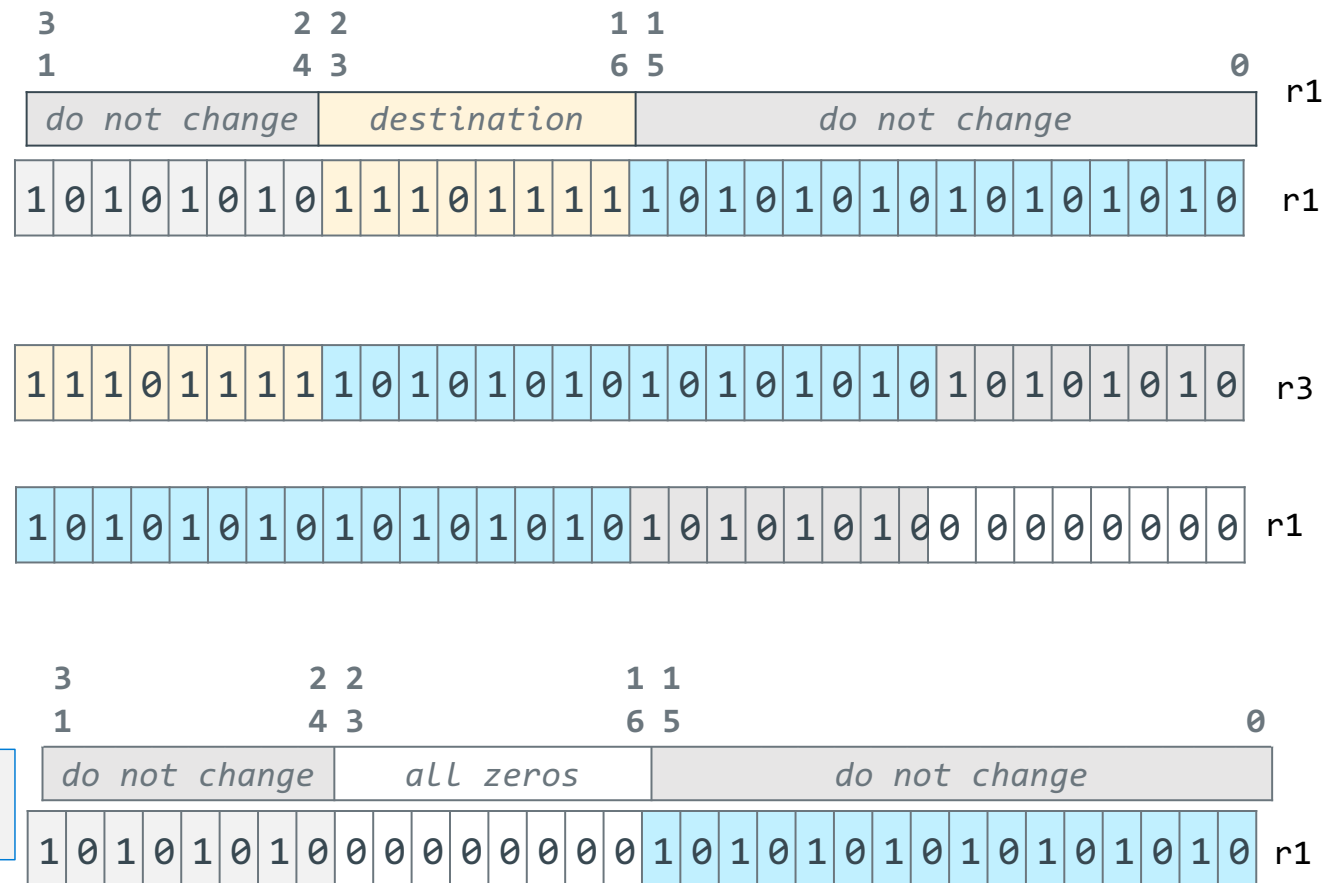 3 2 2 1 1
1 4 3 6 5 0
r1
do not change destination do not change
1 0 1 0 1 0 1 0 1 1 1 0 1 1 1 1 1 0 1 0 1 0 1 0 1 0 1 0 1 0 1 0 r1
1 1 1 0 1 1 1 1 1 0 1 0 1 0 1 0 1 0 1 0 1 0 1 0 1 0 1 0 1 0 1 0 r3
1 0 1 0 1 0 1 0 1 0 1 0 1 0 1 0 1 0 1 0 1 0 1 0 0 0 0 0 0 0 0 0 r1
3 2 2 1 1
1 4 3 6 5 0
do not change all zeros do not change
1 0 1 0 1 0 1 0 0 0 0 0 0 0 0 0 1 0 1 0 1 0 1 0 1 0 1 0 1 0 1 0 r1